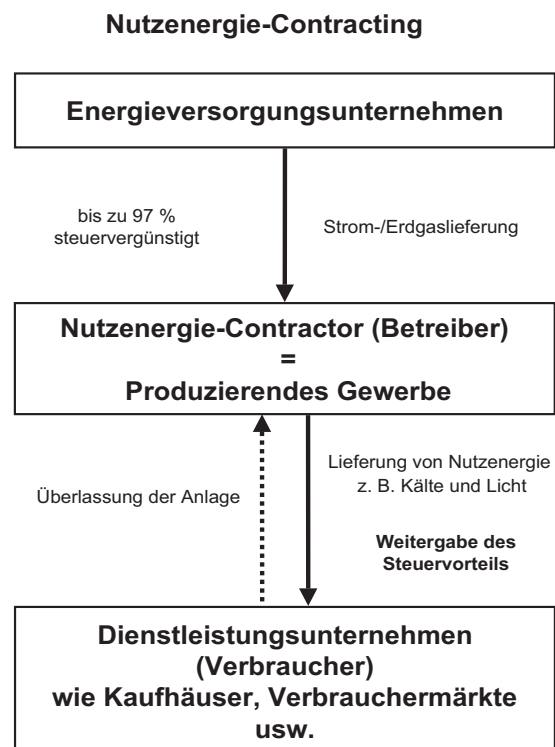 Nutzenergie-Contracting
Energieversorgungsunternehmen
bis zu 97 %
steuervergünstigt
Strom-/Erdgaslieferung
Nutzenergie-Contractor (Betreiber)
=
Produzierendes Gewerbe
Überlassung der Anlage
Lieferung von Nutzenergie
z. B. Kälte und Licht
Weitergabe des
Steuervorteils
Dienstleistungsunternehmen
(Verbraucher)
wie Kaufhäuser, Verbrauchermärkte
usw.